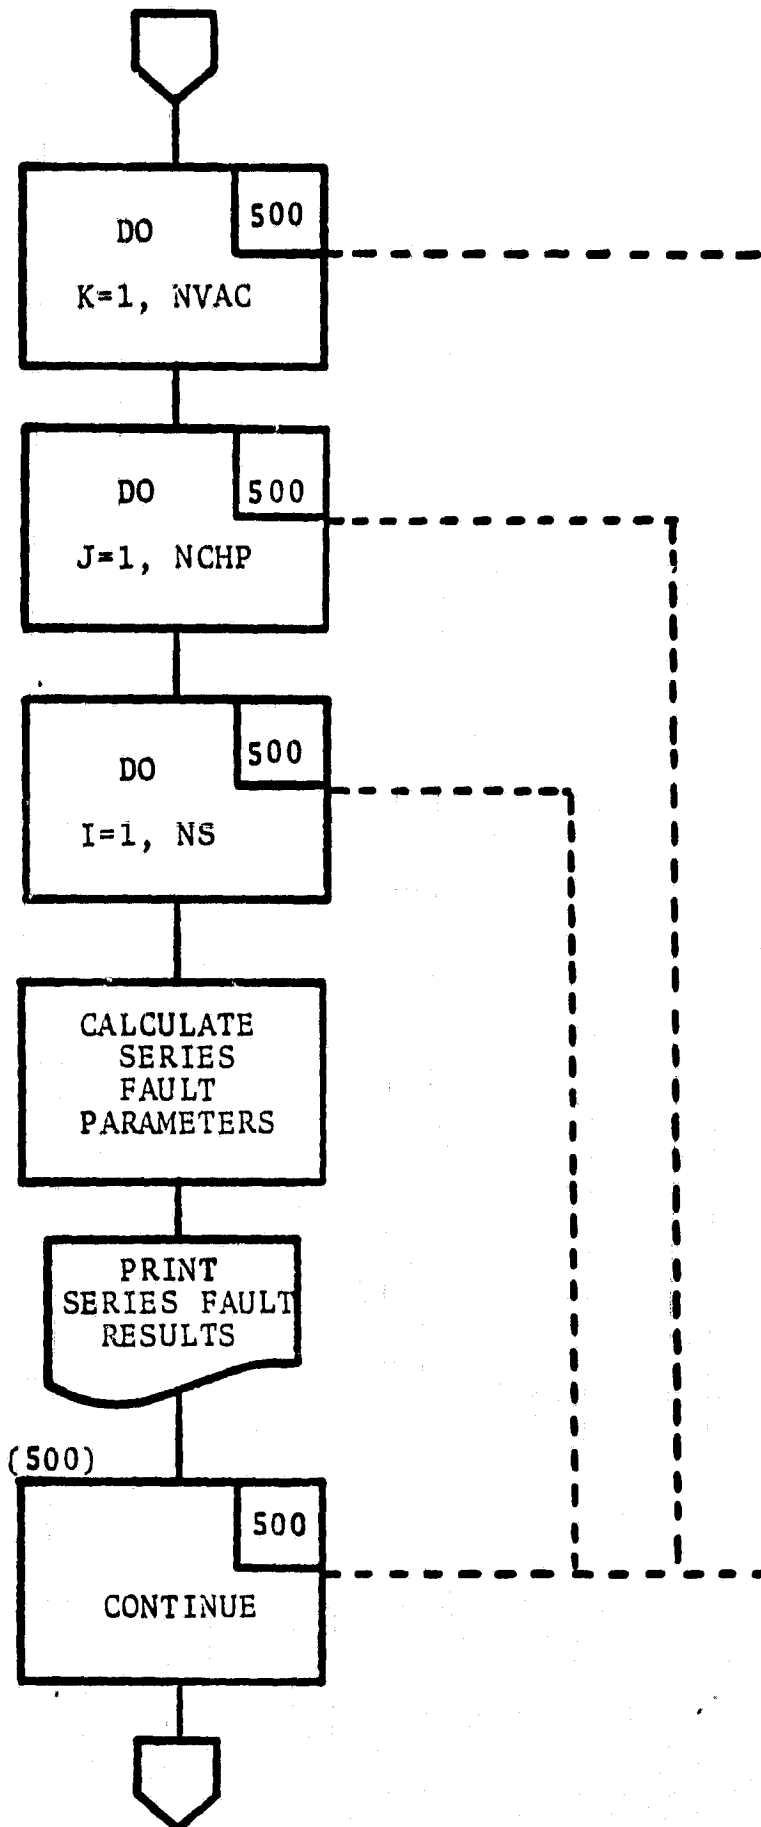 500
DO
K=1, NVAC
500
DO
J=1, NCHP
500
DO
I=1, NS
CALCULATE
SERIES
FAULT
PARAMETERS
PRINT
SERIES FAULT
RESULTS
(500)
500
CONTINUE